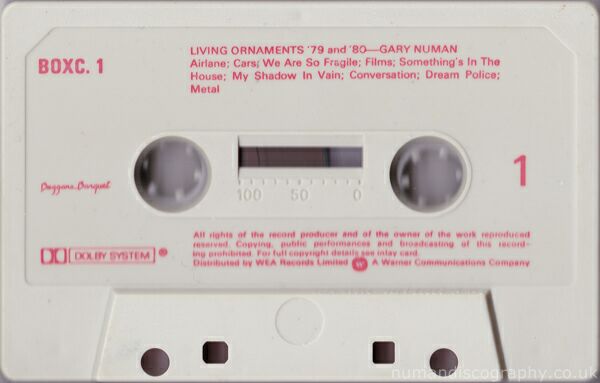 LIVING ORNAMENTS '79 and '80—GARY NUMAN
BOXC. 1
Airlane; Cars; We Are So Fragile; Films; Something's In The
House; My Shadow In Vain; Conversation; Dream Police;
Metal
1
100 50 0
Beggars Banquet
All rights of the record producer and of the owner of the work reproduced
reserved. Copying, public performances and broadcasting of this record-
ing prohibited. For full copyright details see inlay card.
DOLBY SYSTEM ®
Distributed by WEA Records Limited W A Warner Communications Company
numandiscography.co.uk